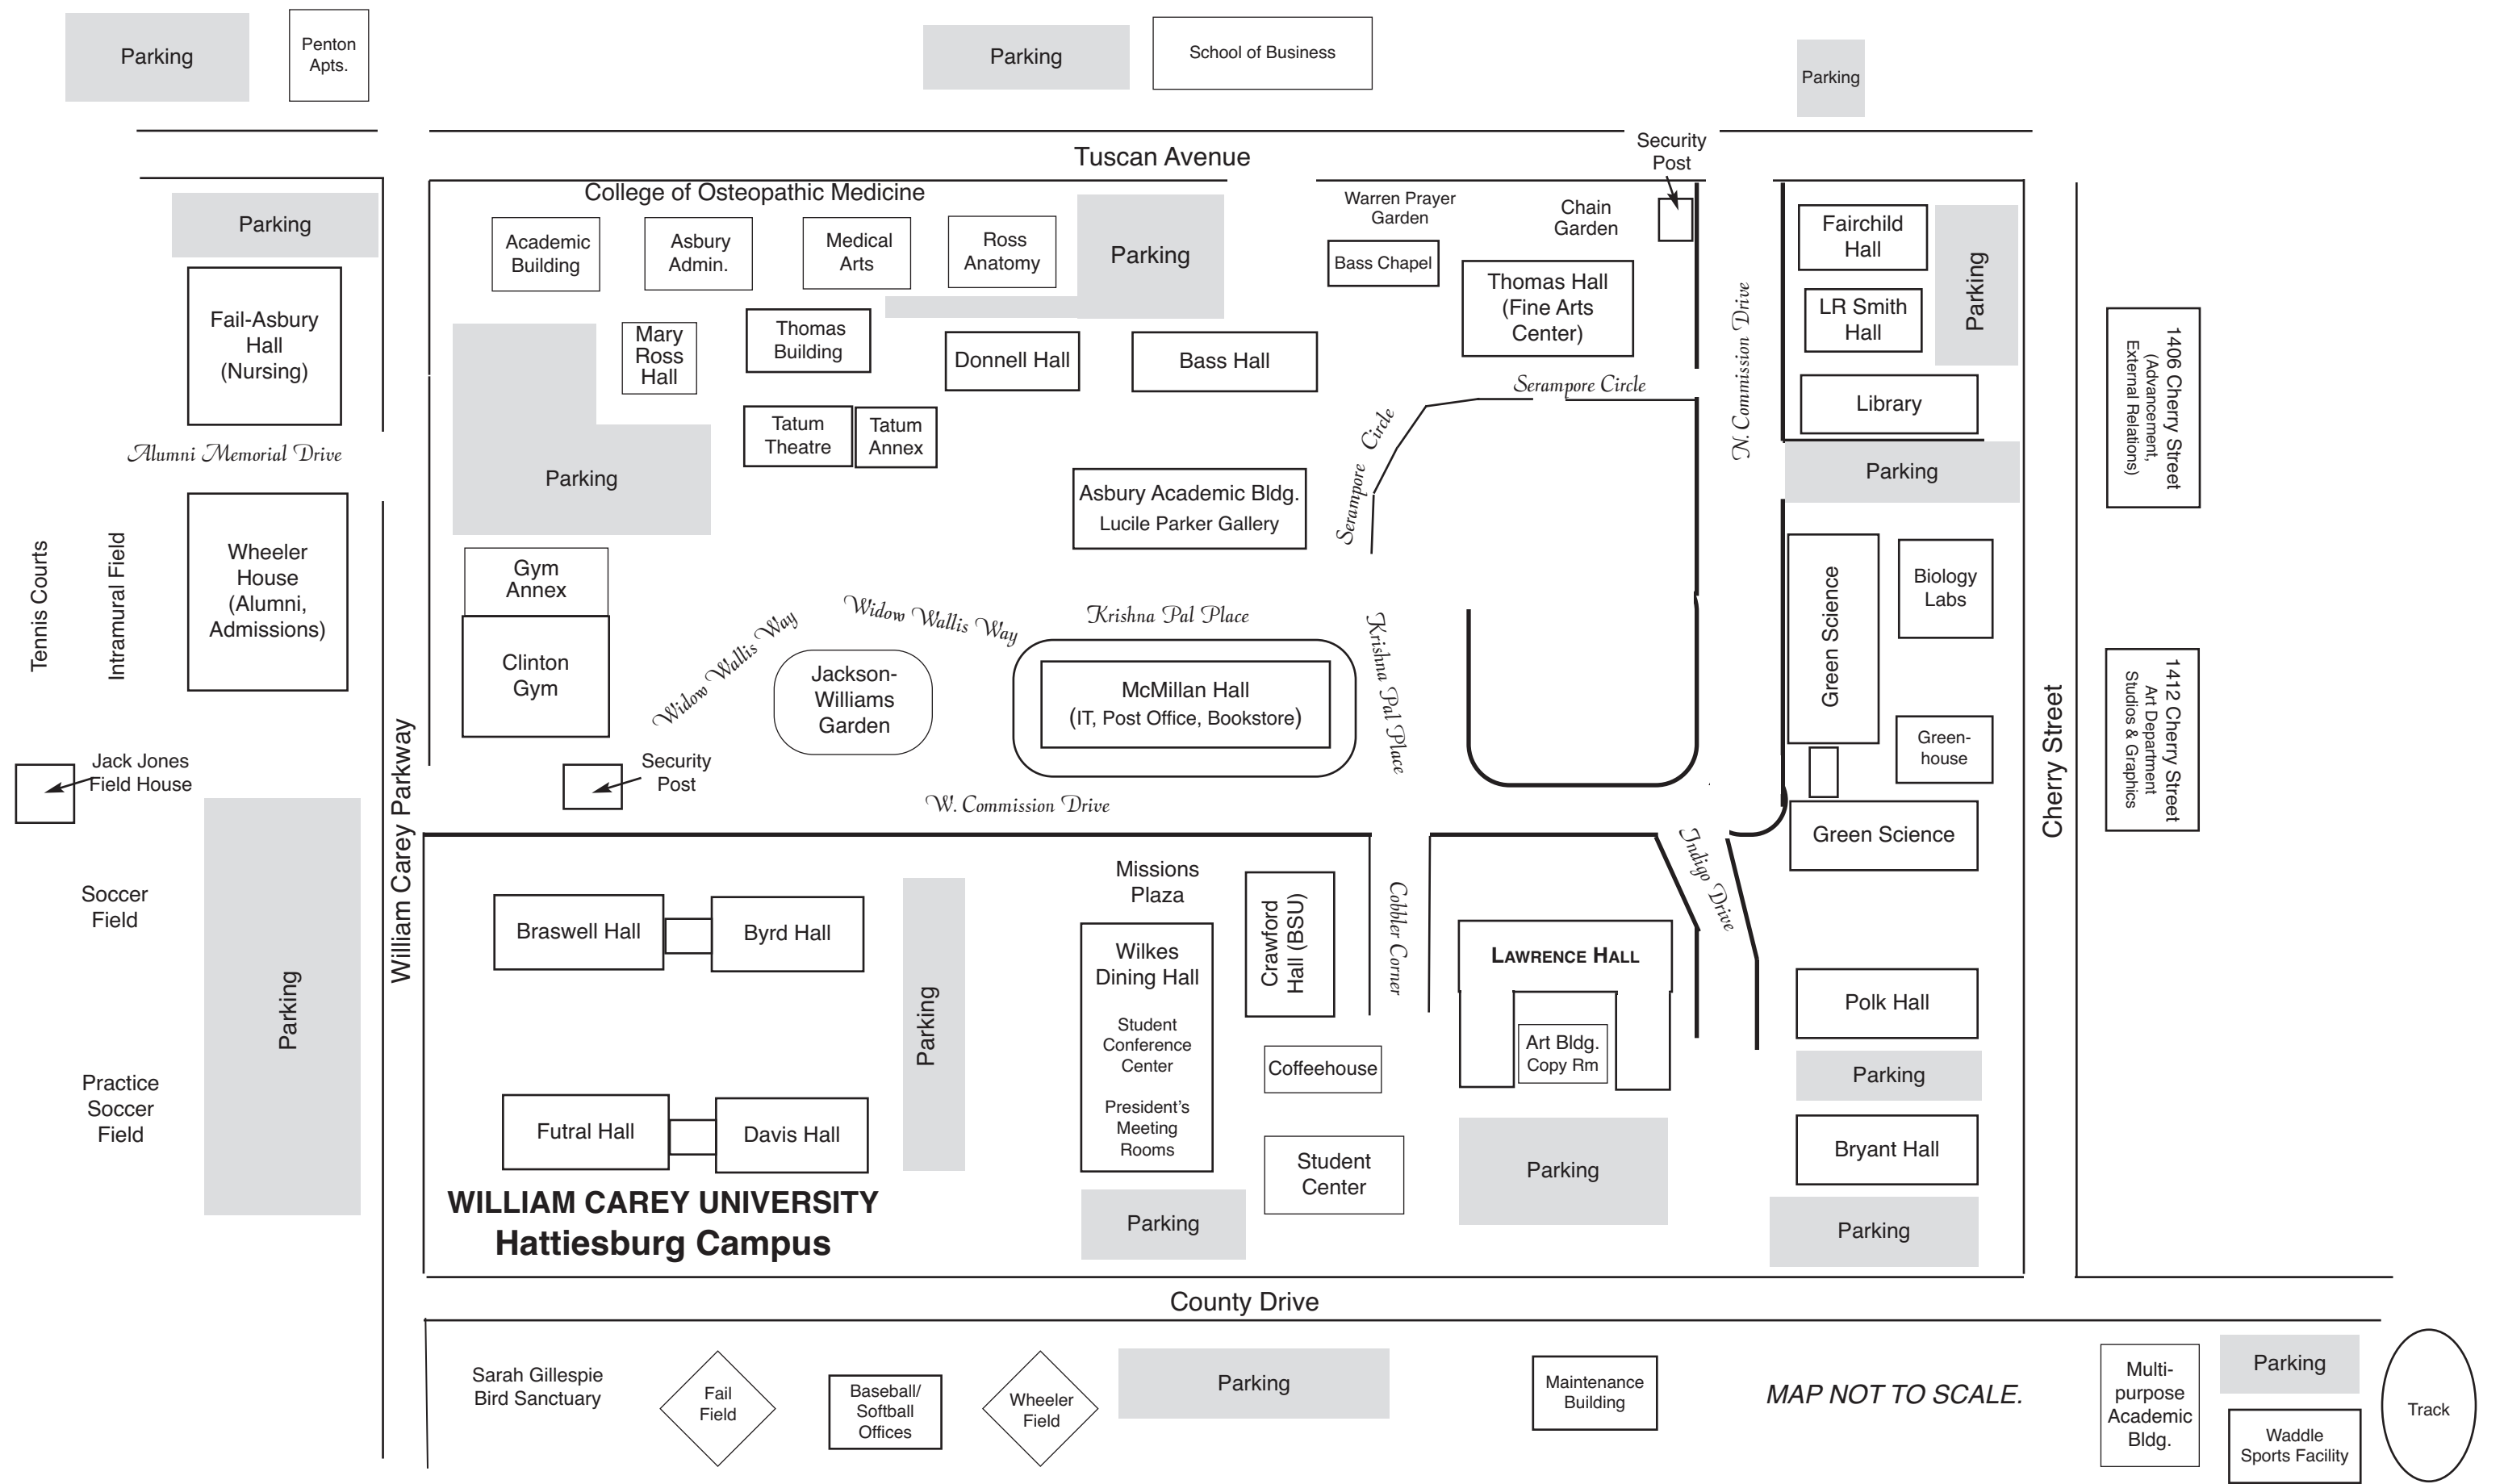 Parking
Penton
Apts.
Parking
School of Business
Parking
Tuscan Avenue
Security
Post
College of Osteopathic Medicine
Parking
Academic
Building
Asbury
Admin.
Medical
Arts
Ross
Anatomy
Parking
Warren Prayer
Garden
Bass Chapel
Chain
Garden
Thomas Hall
(Fine Arts
Center)
N. Commission Drive
Fairchild
Hall
LR Smith
Hall
Parking
Library
Parking
1406 Cherry Street
(Advancement,
External Relations)
Fail-Asbury
Hall
(Nursing)
Mary
Ross
Hall
Thomas
Building
Donnell Hall
Bass Hall
Serampore Circle
Serampore Circle
Alumni Memorial Drive
Parking
Tatum
Theatre
Tatum
Annex
Asbury Academic Bldg.
Lucile Parker Gallery
Tennis Courts
Intramural Field
Wheeler
House
(Alumni,
Admissions)
Gym
Annex
Clinton
Gym
Widow Wallis Way
Widow Wallis Way
Krishna Pal Place
Krishna Pal Place
Jackson-
Williams
Garden
McMillan Hall
(IT, Post Office, Bookstore)
Green Science
Biology
Labs
Green-
house
Green Science
Cherry Street
1412 Cherry Street
Art Department
Studios & Graphics
Jack Jones
Field House
William Carey Parkway
Security
Post
W. Commission Drive
Indigo Drive
Soccer
Field
Practice
Soccer
Field
Parking
Braswell Hall
Byrd Hall
Futral Hall
Davis Hall
Parking
Missions
Plaza
Wilkes
Dining Hall
Student
Conference
Center
President's
Meeting
Rooms
Crawford
Hall (BSU)
Cobbler Corner
Coffeehouse
Student
Center
Parking
LAWRENCE HALL
Art Bldg.
Copy Rm
Parking
Polk Hall
Parking
Bryant Hall
Parking
WILLIAM CAREY UNIVERSITY
Hattiesburg Campus
County Drive
Sarah Gillespie
Bird Sanctuary
Fail
Field
Baseball/
Softball
Offices
Wheeler
Field
Parking
Maintenance
Building
MAP NOT TO SCALE.
Multi-
purpose
Academic
Bldg.
Parking
Waddle
Sports Facility
Track